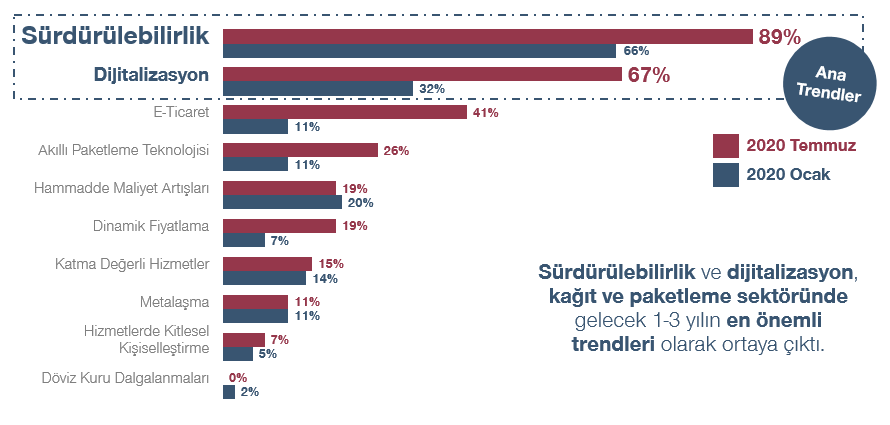 Sürdürülebilirlik
89%
66%
Dijitalizasyon
67%
32%
Ana
Trendler
E-Ticaret
41%
11%
Akıllı Paketleme Teknolojisi
26%
11%
2020 Temmuz
2020 Ocak
Hammadde Maliyet Artışları
19%
20%
Dinamik Fiyatlama
19%
7%
Katma Değerli Hizmetler
15%
14%
Metalaşma
11%
11%
Hizmetlerde Kitlesel
Kişiselleştirme
7%
5%
Döviz Kuru Dalgalanmaları
0%
2%
Sürdürülebilirlik ve dijitalizasyon,
kağıt ve paketleme sektöründe
gelecek 1-3 yılın en önemli
trendleri olarak ortaya çıktı.